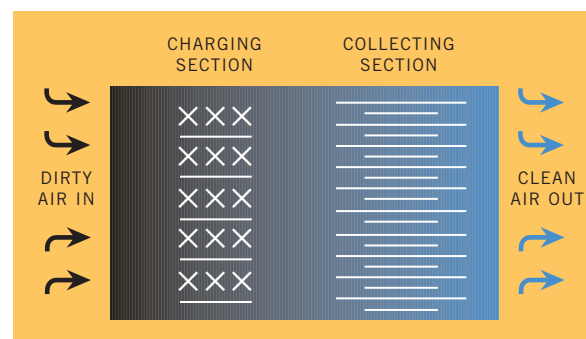 CHARGING
SECTION
COLLECTING
SECTION
DIRTY
AIR IN
CLEAN
AIR OUT